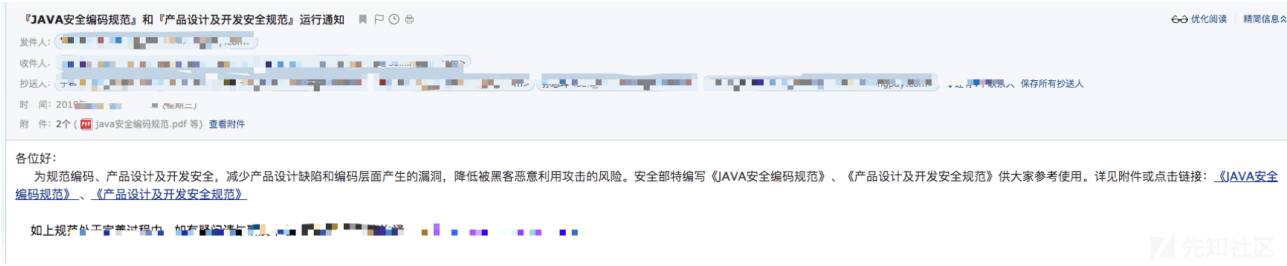 『JAVA安全编码规范』和『产品设计及开发安全规范』运行通知
优化阅读 | 精简信息
发件人:
收件人:
抄送人: 保存所有抄送人
时 间: 2019 (星期三)
附 件: 2个 ( java安全编码规范.pdf 等) 查看附件
各位好：
为规范编码、产品设计及开发安全，减少产品设计缺陷和编码层面产生的漏洞，降低被黑客恶意利用攻击的风险。安全部特编写《JAVA安全编码规范》、《产品设计及开发安全规范》供大家参考使用。详见附件或点击链接：《JAVA安全
编码规范》、《产品设计及开发安全规范》
如上规范处于完善过程中，如有疑问请与
先知社区